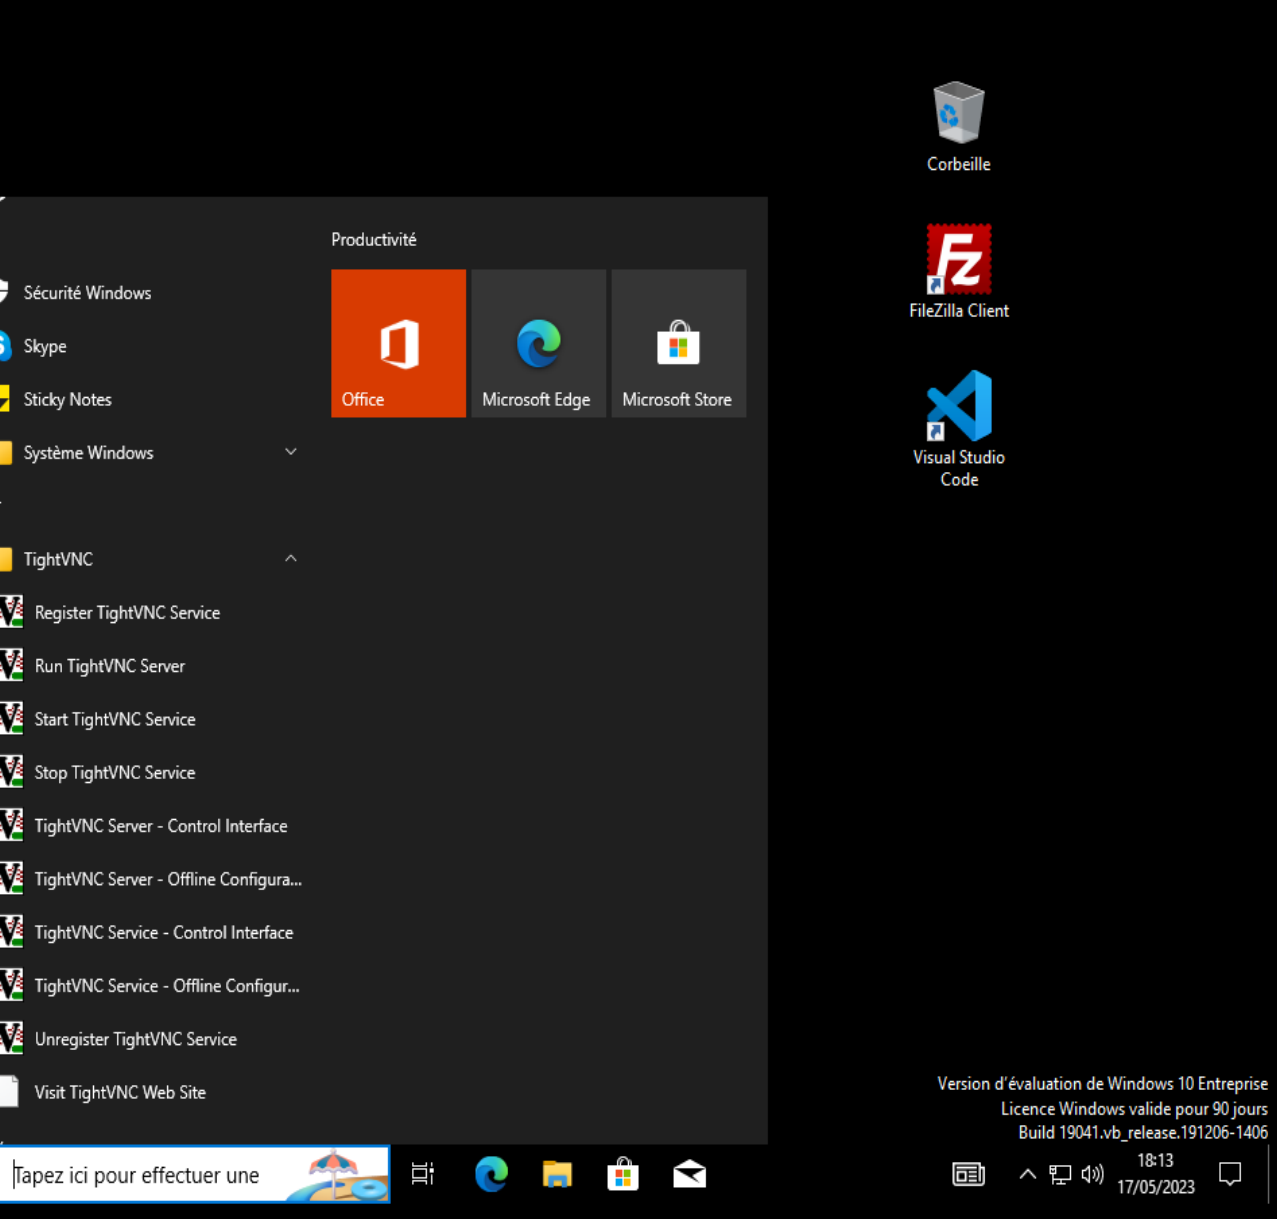 Corbeille
FileZilla Client
Visual Studio
Code
Productivité
Office
Microsoft Edge
Microsoft Store
Sécurité Windows
Skype
Sticky Notes
Système Windows
TightVNC
Register TightVNC Service
Run TightVNC Server
Start TightVNC Service
Stop TightVNC Service
TightVNC Server - Control Interface
TightVNC Server - Offline Configura...
TightVNC Service - Control Interface
TightVNC Service - Offline Configur...
Unregister TightVNC Service
Visit TightVNC Web Site
Version d'évaluation de Windows 10 Entreprise
Licence Windows valide pour 90 jours
Build 19041.vb_release.191206-1406
Tapez ici pour effectuer une
18:13
17/05/2023